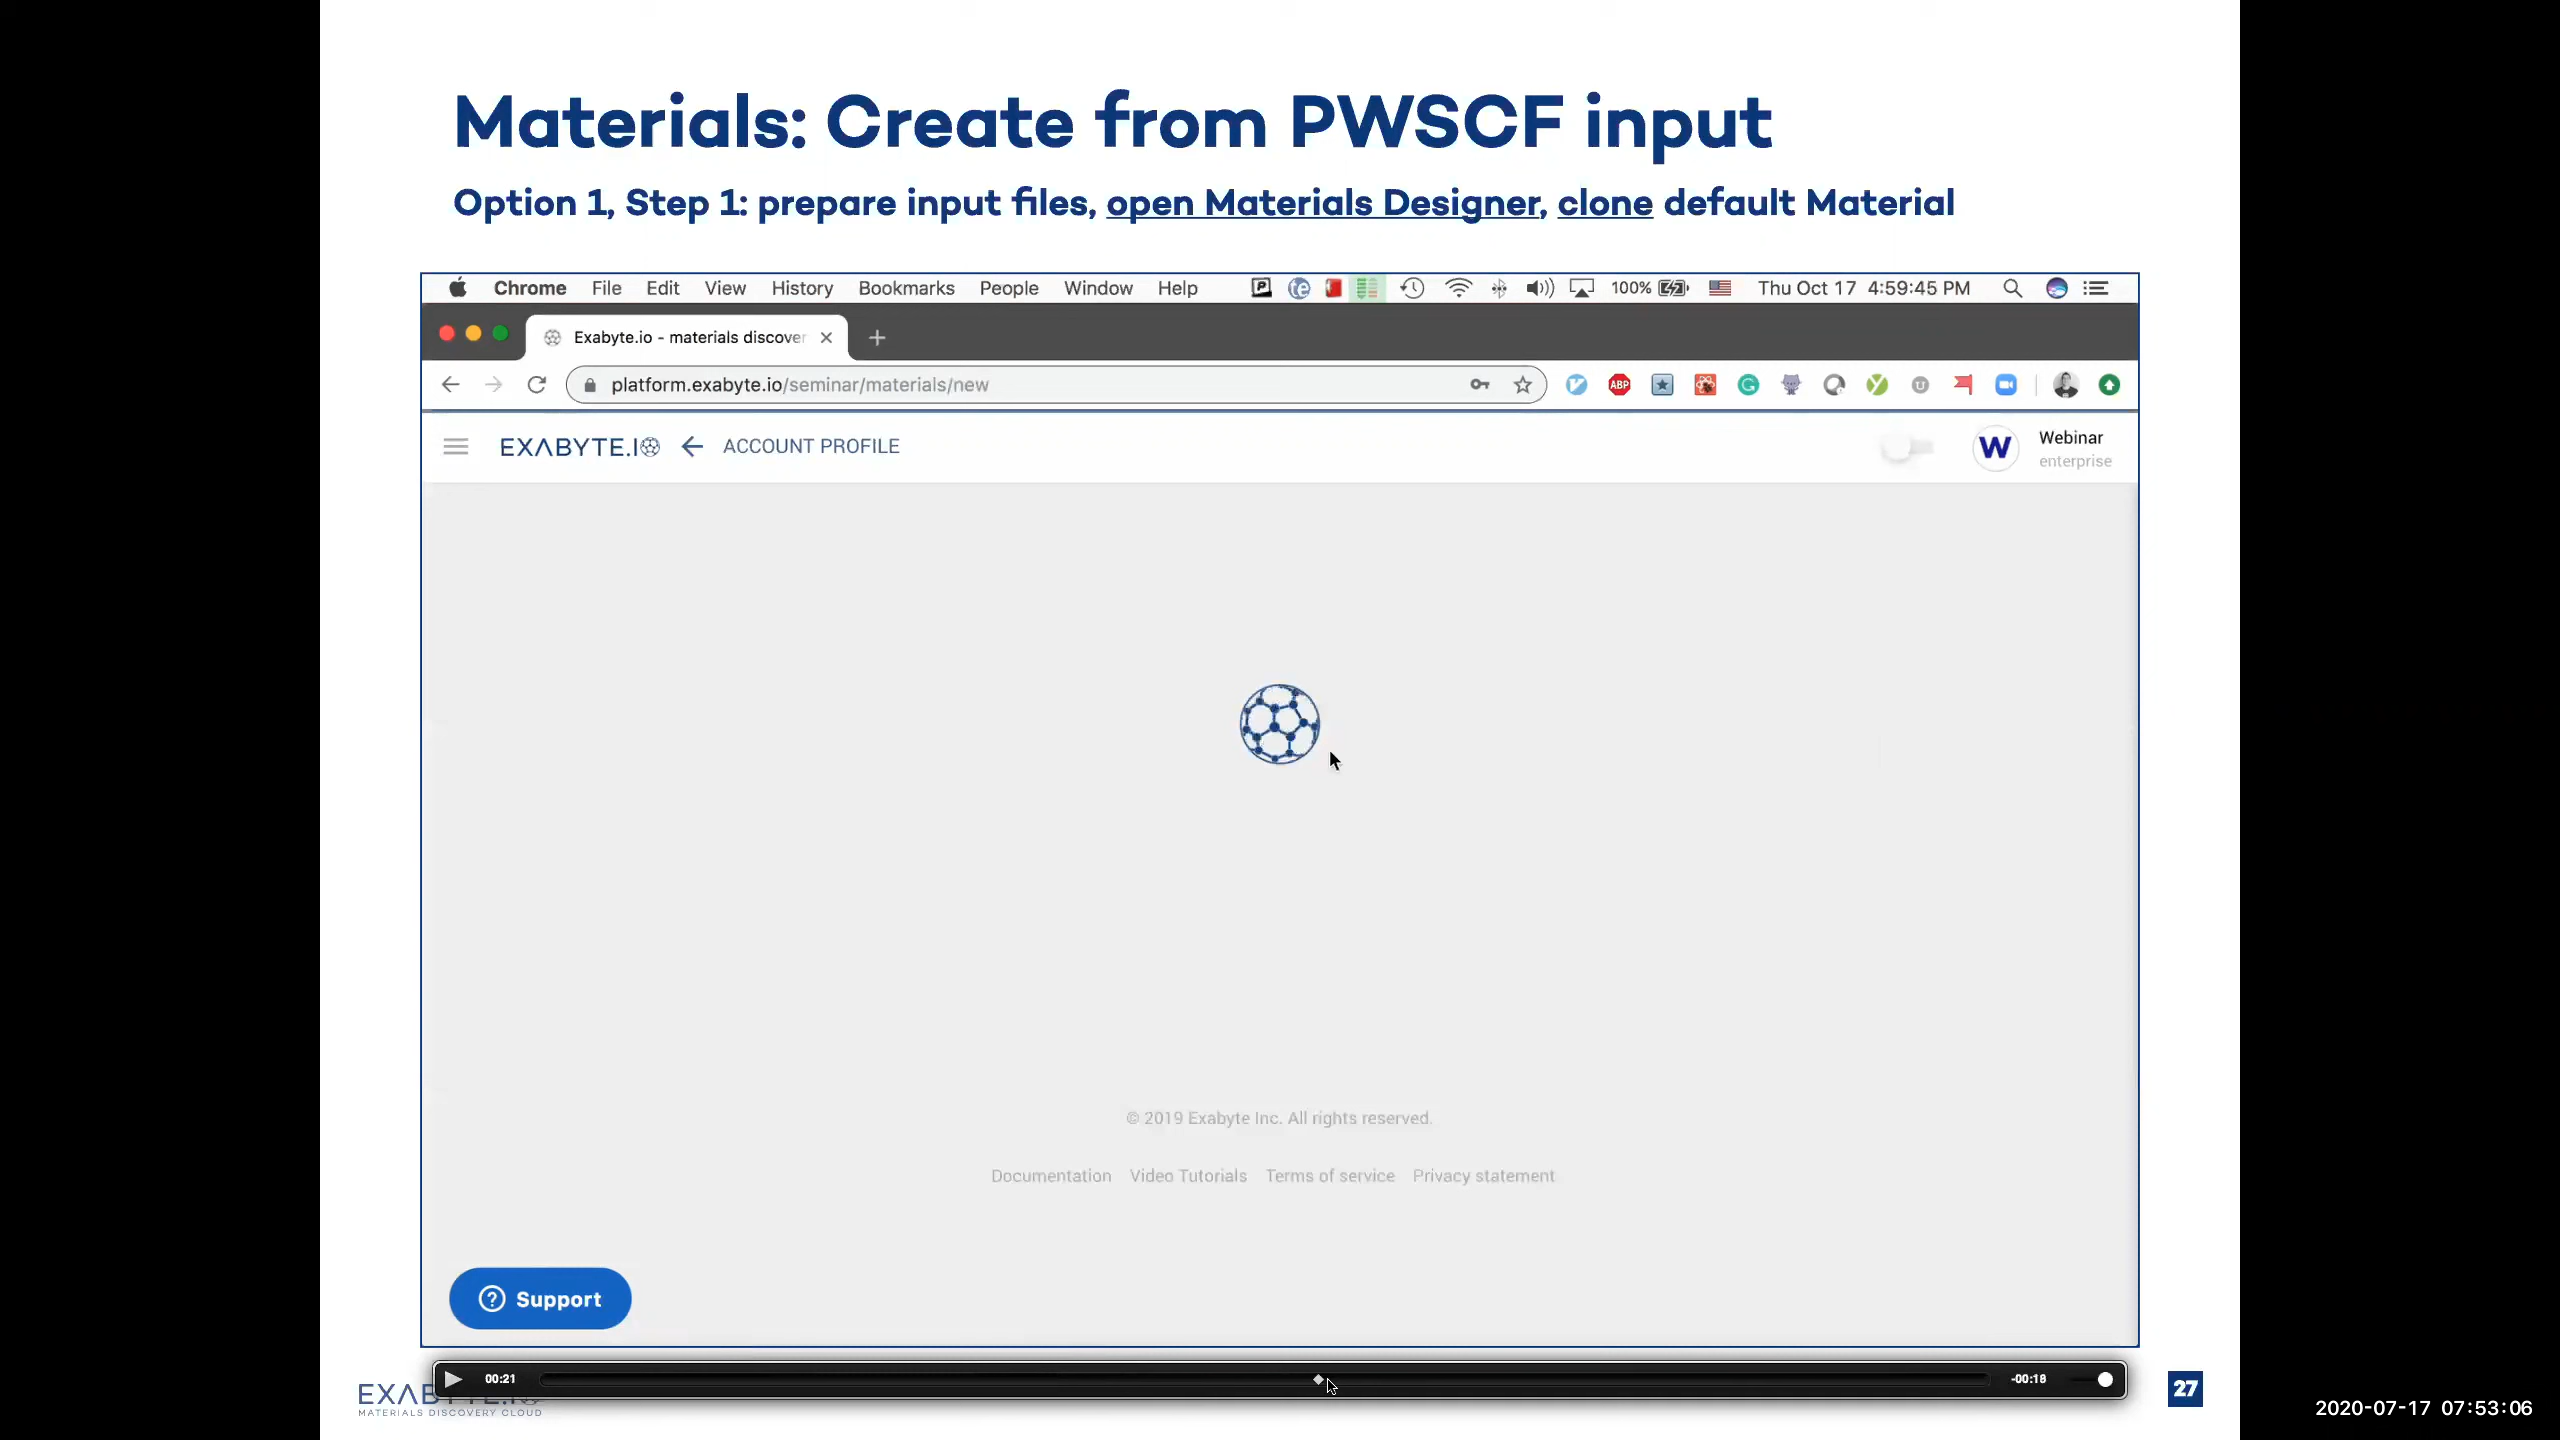 Materials: Create from PWSCF input
Option 1, Step 1: prepare input files, open Materials Designer, clone default Material
Chrome File Edit View History Bookmarks People Window Help 100% Thu Oct 17 4:59:45 PM
Exabyte.io - materials discover
platform.exabyte.io/seminar/materials/new
ABP
EXABYTE.IO ACCOUNT PROFILE
W
Webinar
enterprise
© 2019 Exabyte Inc. All rights reserved.
Documentation Video Tutorials Terms of service Privacy statement
Support
00:21 -00:18
MATERIALS DISCOVERY CLOUD
27
2020-07-17 07:53:06